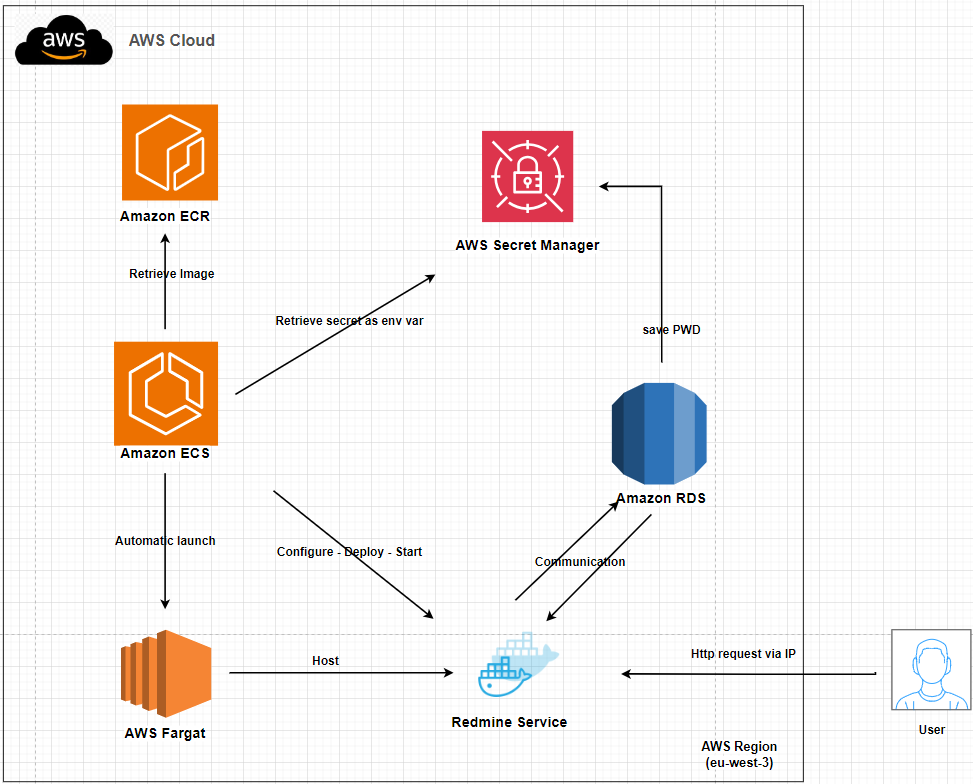 aws
AWS Cloud
Amazon ECR
AWS Secret Manager
Retrieve Image
Retrieve secret as env var
save PWD
Amazon ECS
Amazon RDS
Automatic launch
Configure - Deploy - Start
Communication
Host
Http request via IP
AWS Fargat
Redmine Service
User
AWS Region
(eu-west-3)